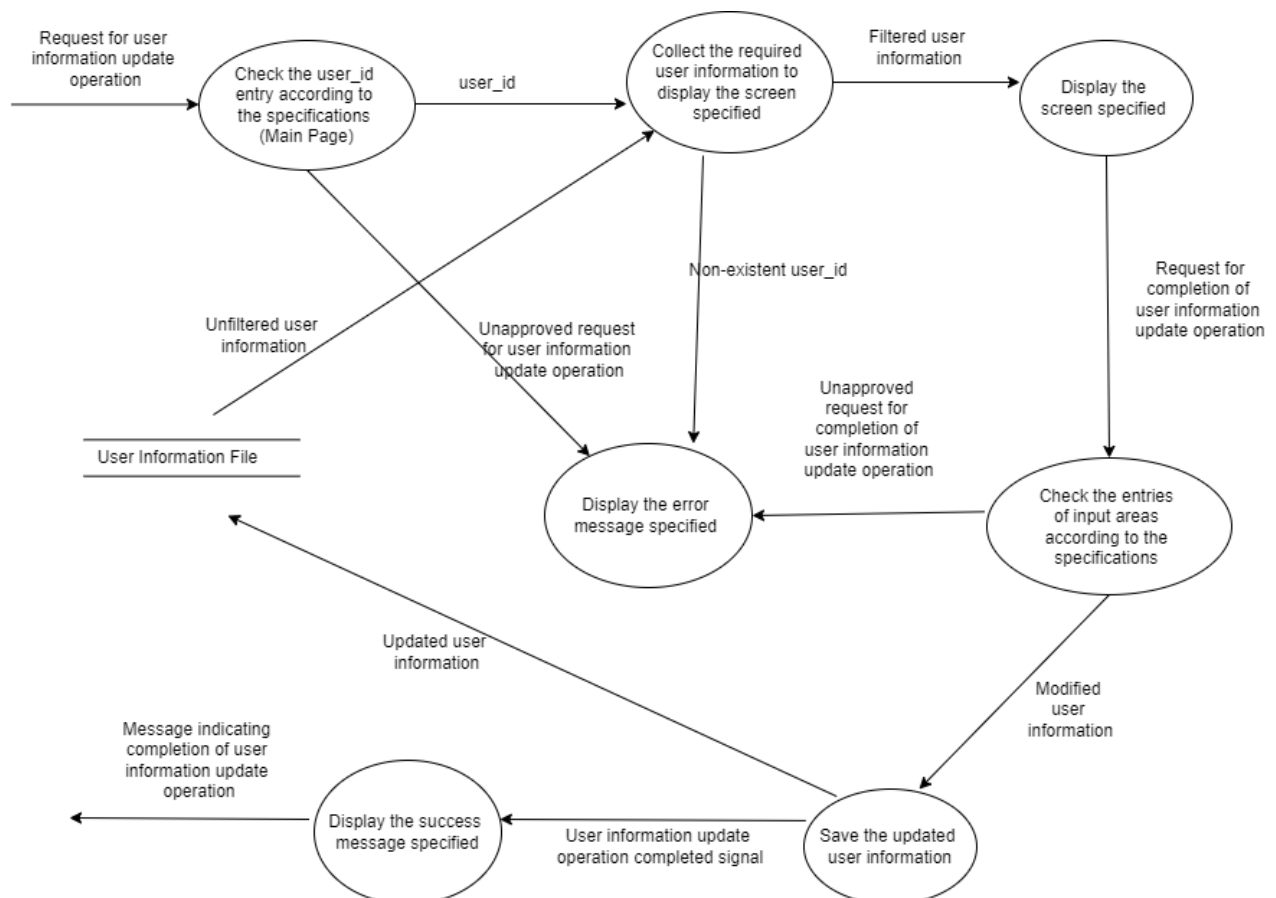 Request for user
information update
operation
Check the user_id
entry according to
the specifications
(Main Page)
user_id
Collect the required
user information to
display the screen
specified
Filtered user
information
Display the
screen specified
Non-existent user_id
Request for
completion of
user information
update operation
Unfiltered user
information
Unapproved request
for user information
update operation
Unapproved
request for
completion of
user information
update operation
User Information File
Display the error
message specified
Check the entries
of input areas
according to the
specifications
Updated user
information
Modified
user
information
Message indicating
completion of user
information update
operation
Display the success
message specified
User information update
operation completed signal
Save the updated
user information